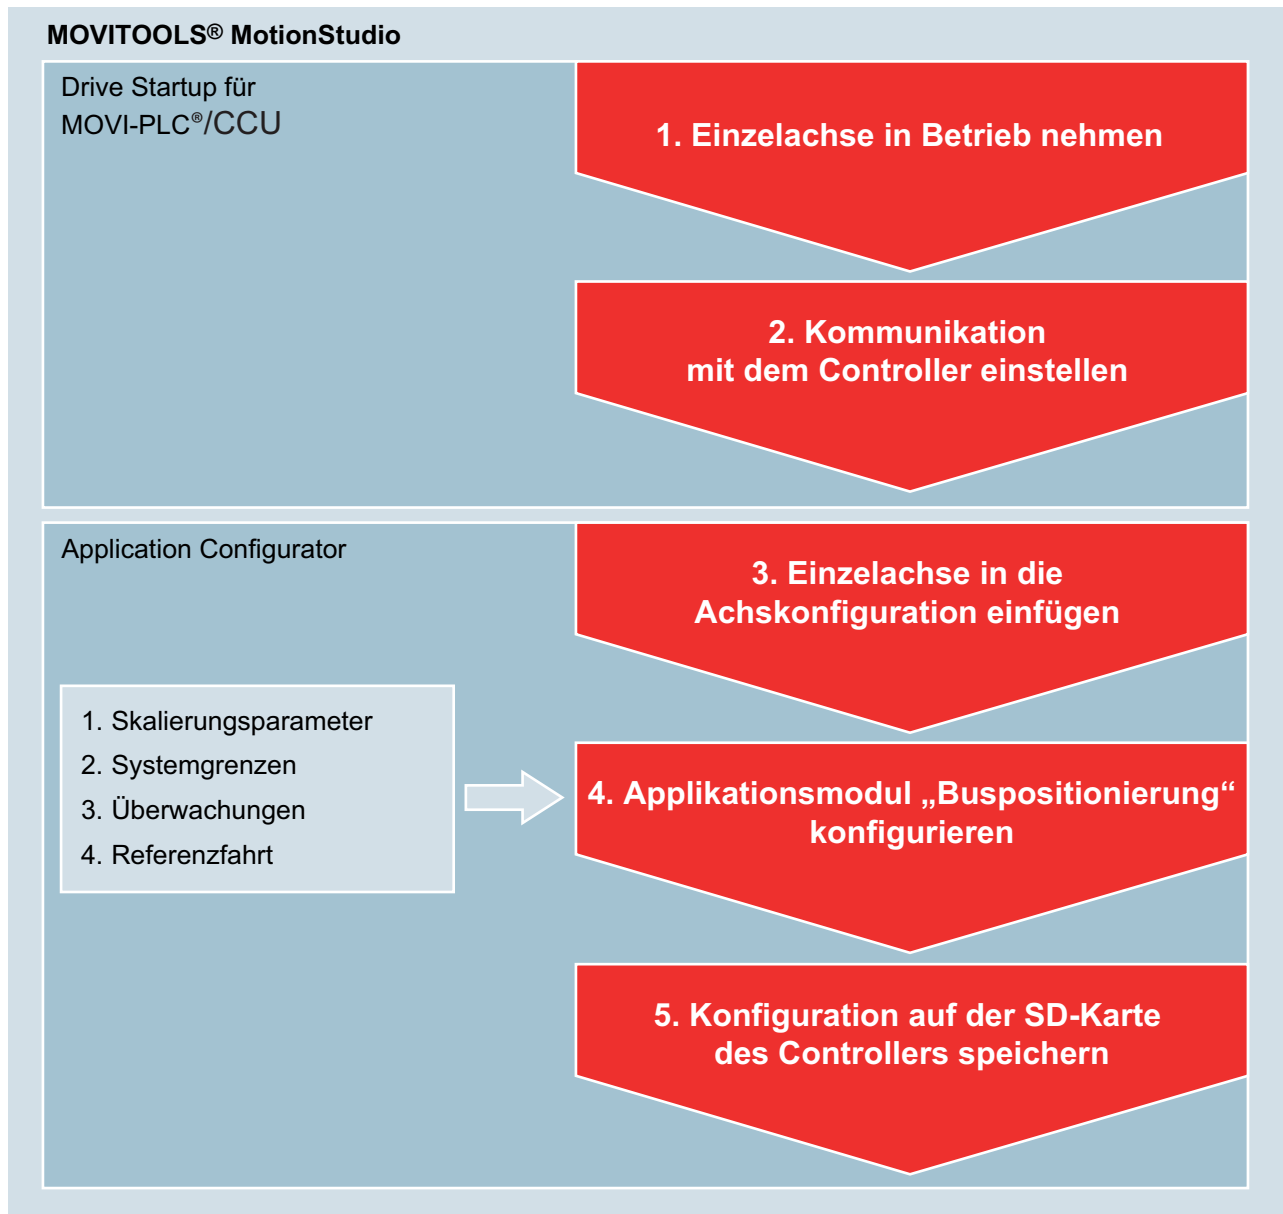 MOVITOOLS® MotionStudio
Drive Startup für
MOVI-PLC®/CCU
1. Einzelachse in Betrieb nehmen
2. Kommunikation
mit dem Controller einstellen
Application Configurator
3. Einzelachse in die
Achskonfiguration einfügen
1. Skalierungsparameter
2. Systemgrenzen
3. Überwachungen
4. Referenzfahrt
4. Applikationsmodul „Buspositionierung“
konfigurieren
5. Konfiguration auf der SD-Karte
des Controllers speichern